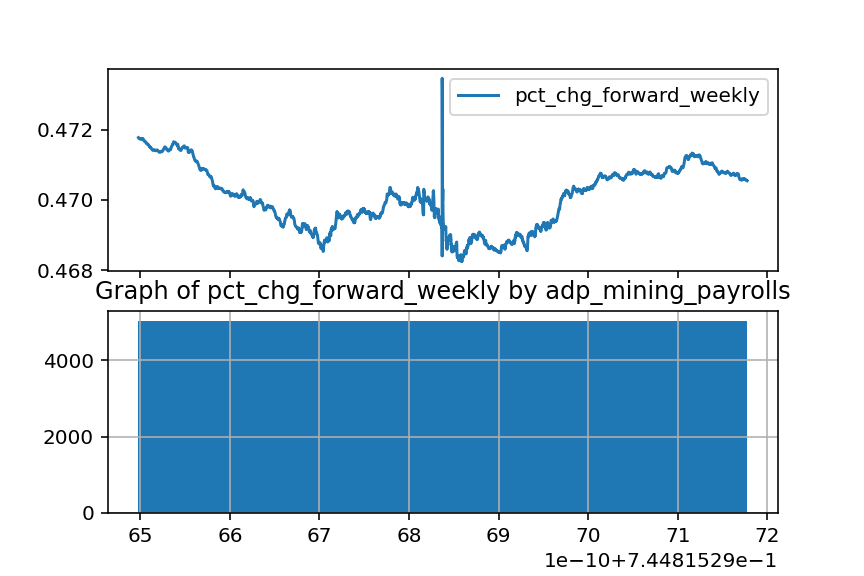 pct_chg_forward_weekly
0.472
0.470
0.468
Graph of pct_chg_forward_weekly by adp_mining_payrolls
4000
2000
0
65 66 67 68 69 70 71 72
1e−10+7.4481529e−1